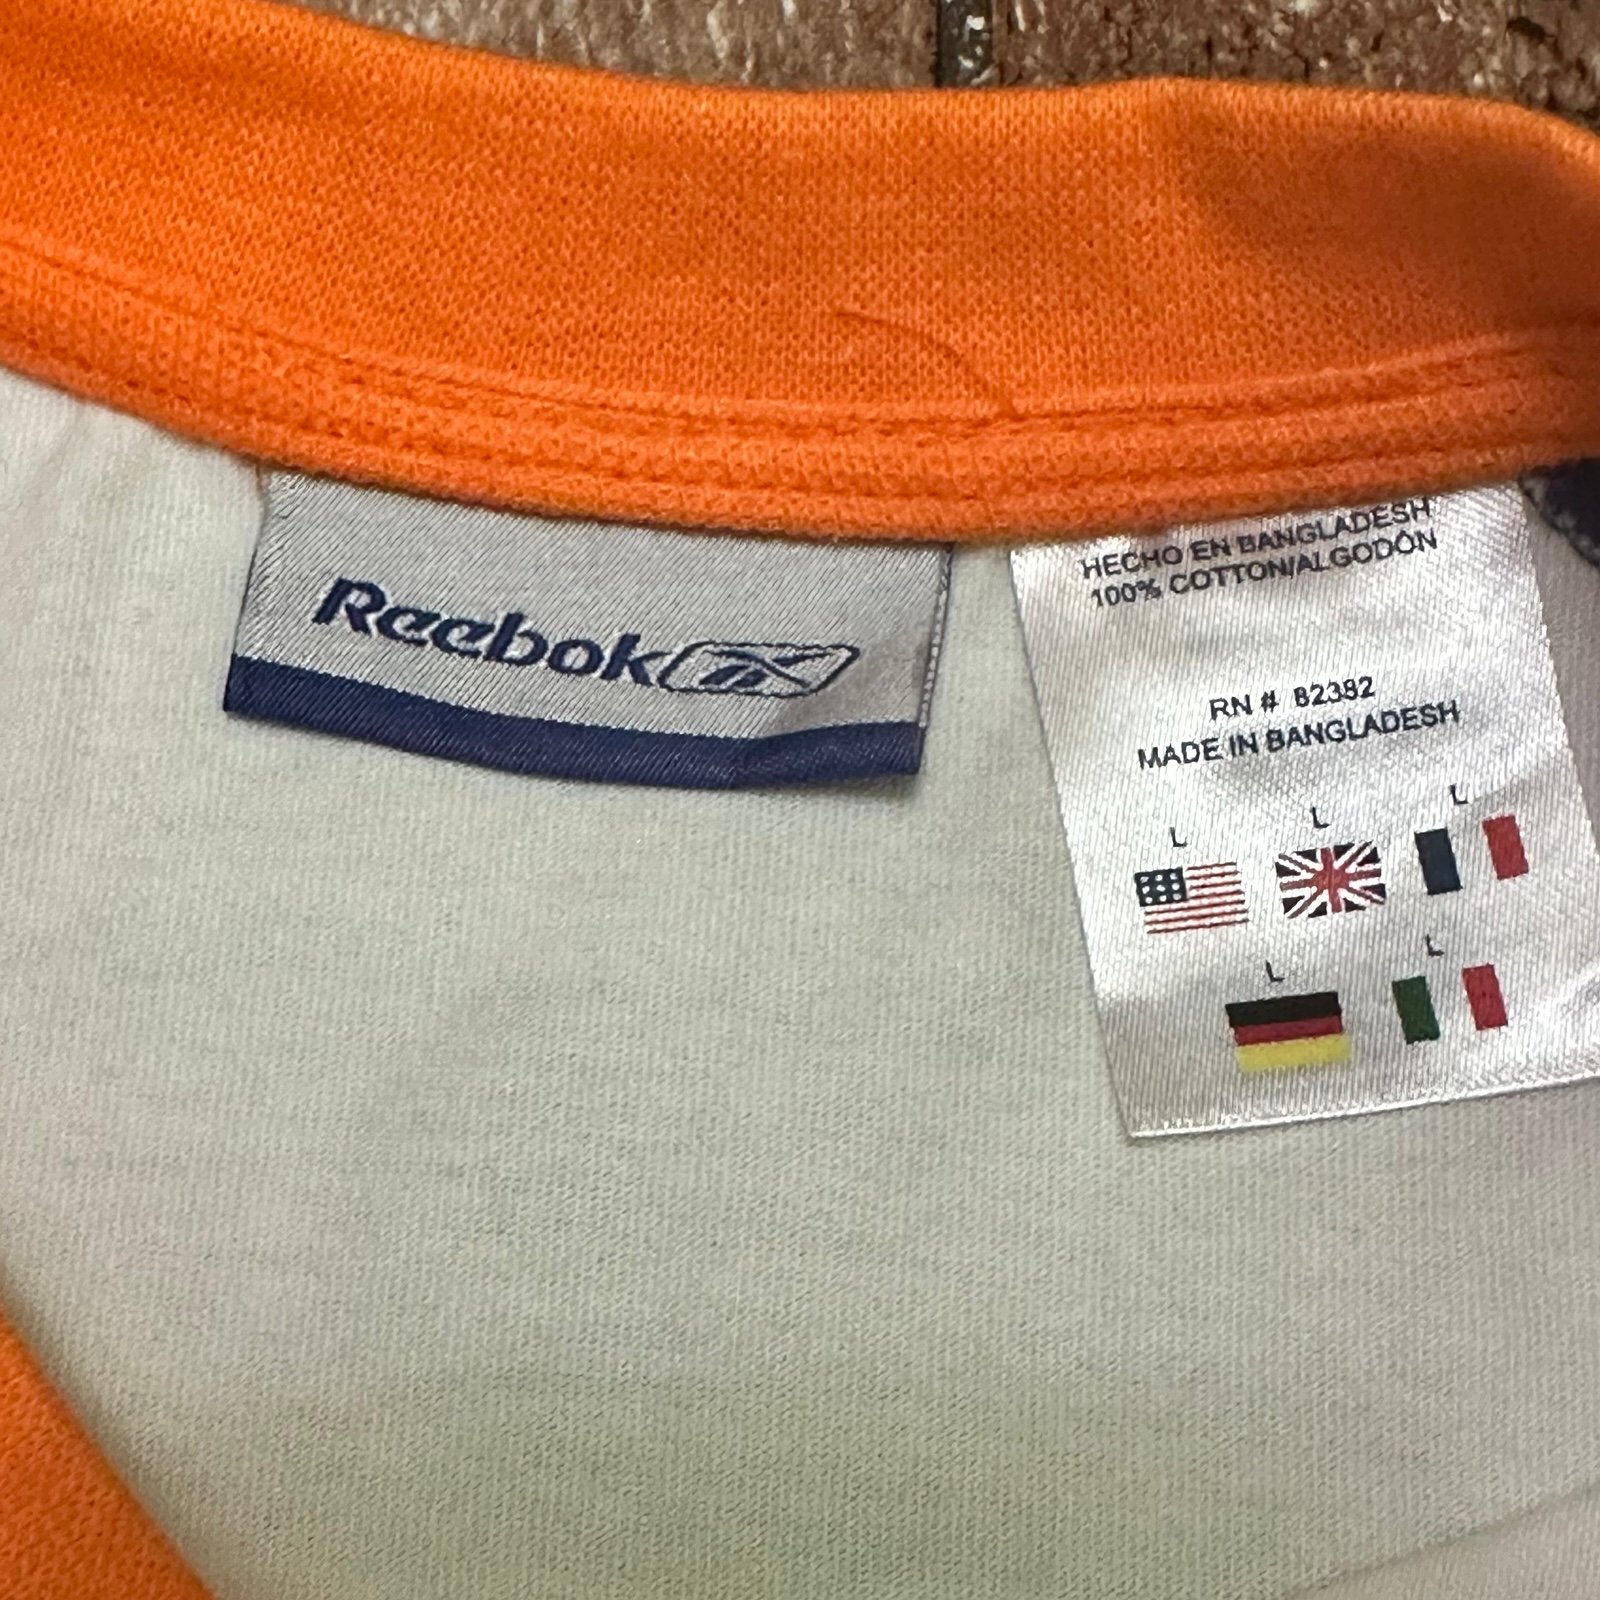 Reebok
HECHO EN BANGLADESH
100% COTTON/ALGODÓN
RN # 82382
MADE IN BANGLADESH
L L L
L L